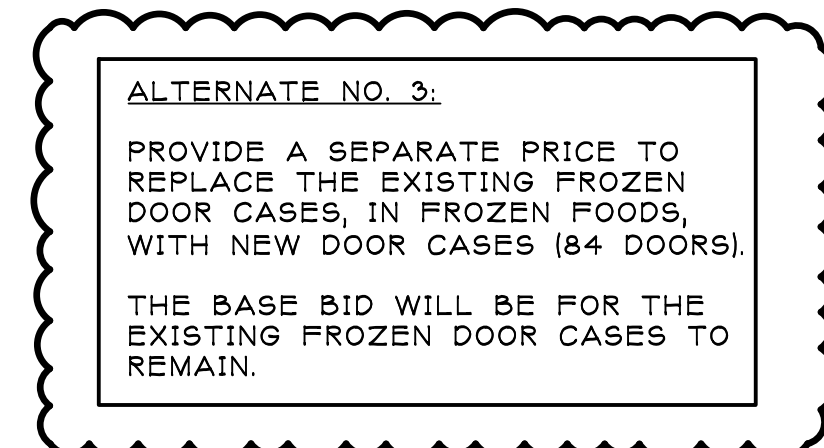 ALTERNATE NO. 3:
PROVIDE A SEPARATE PRICE TO
REPLACE THE EXISTING FROZEN
DOOR CASES, IN FROZEN FOODS,
WITH NEW DOOR CASES (84 DOORS).
THE BASE BID WILL BE FOR THE
EXISTING FROZEN DOOR CASES TO
REMAIN.